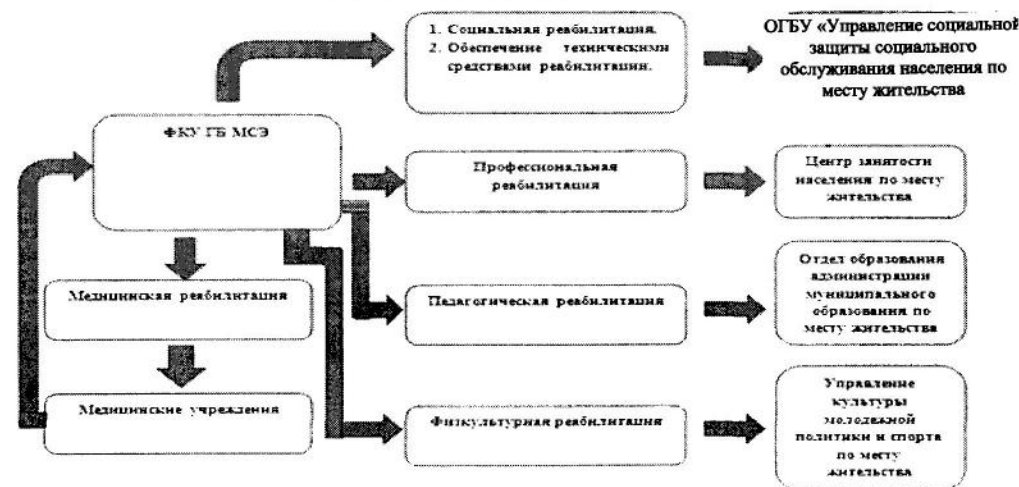 1. Социальная реабилитация.
2. Обеспечение техническими
средствами реабилитации.
ОГБУ «Управление социальной
защиты социального
обслуживания населения по
месту жительства
ФКУ ГБ МСЭ
Профессиональная
реабилитация
Центр занятости
населения по месту
жительства
Медицинская реабилитация
Педагогическая реабилитация
Отдел образования
администрации
муниципального
образования по
месту жительства
Медицинские учреждения
Физкультурная реабилитация
Управление
культуры
молодежной
политики и спорта
по месту
жительства